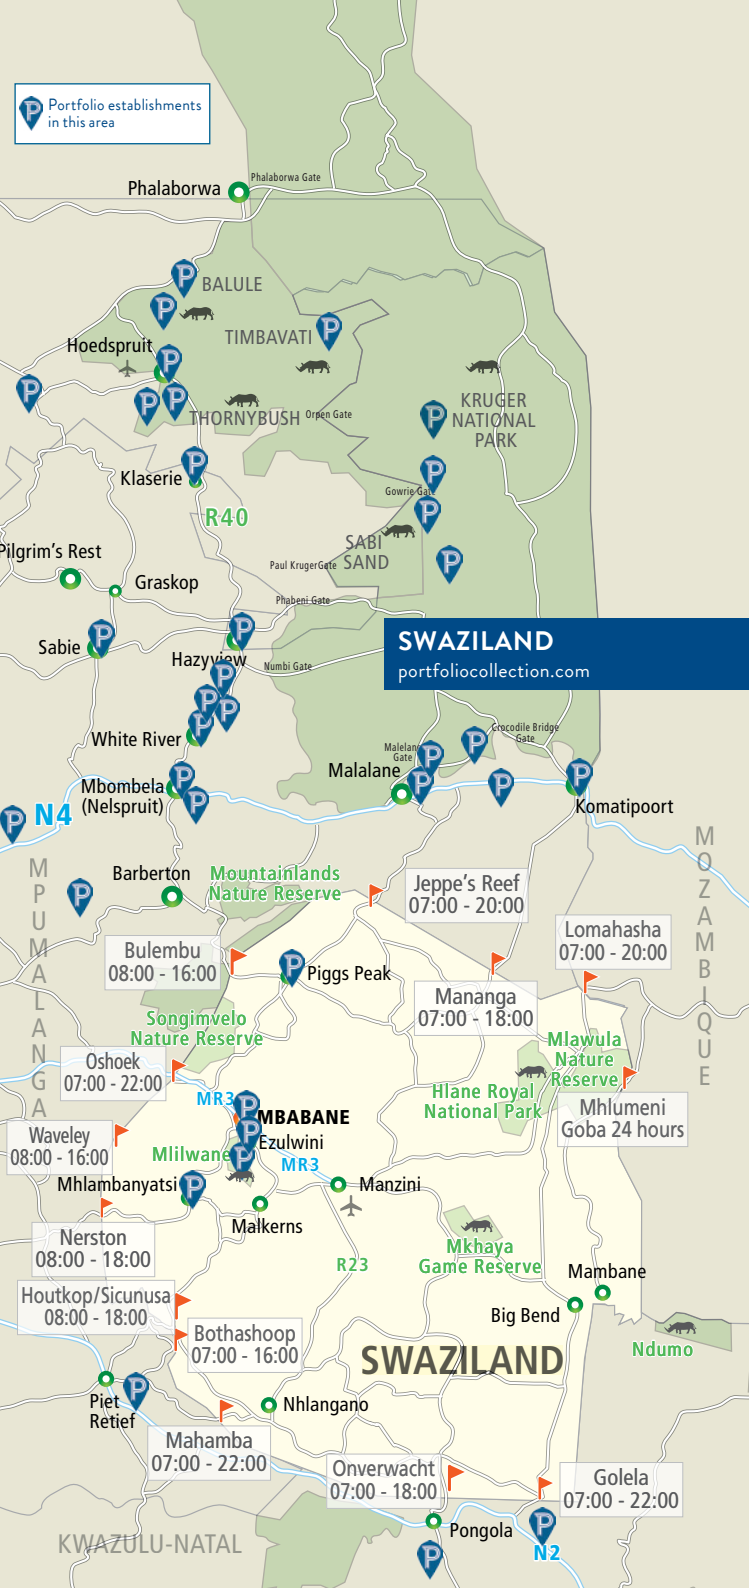 Portfolio establishments
in this area
Phalaborwa
Phalaborwa Gate
BALULE
TIMBAVATI
Hoedspruit
THORNYBUSH
Orpen Gate
KRUGER
NATIONAL
PARK
Klaserie
Gowrie Gate
R40
SABI
SAND
Pilgrim's Rest
Paul KrugerGate
Graskop
Phabeni Gate
Sabie
Hazyview
Numbi Gate
SWAZILAND
portfoliocollection.com
White River
Malelane
Gate
Crocodile Bridge
Gate
Malalane
Mbombela
(Nelspruit)
Komatipoort
N4
MPUMALANGA
MOZAMBIQUE
Barberton
Mountainlands
Nature Reserve
Jeppe's Reef
07:00 - 20:00
Lomahasha
07:00 - 20:00
Bulembu
08:00 - 16:00
Piggs Peak
Mananga
07:00 - 18:00
Songimvelo
Nature Reserve
Mlawula
Nature
Reserve
Oshoek
07:00 - 22:00
Hlane Royal
National Park
MR3
MBABANE
Mhlumeni
Goba 24 hours
Waveley
08:00 - 16:00
Ezulwini
Mlilwane
MR3
Mhlambanyatsi
Manzini
Malkerns
Nerston
08:00 - 18:00
R23
Mkhaya
Game Reserve
Mambane
Houtkop/Sicunusa
08:00 - 18:00
Big Bend
Bothashoop
07:00 - 16:00
Ndumo
SWAZILAND
Piet
Retief
Nhlangano
Mahamba
07:00 - 22:00
Onverwacht
07:00 - 18:00
Golela
07:00 - 22:00
Pongola
KWAZULU-NATAL
N2